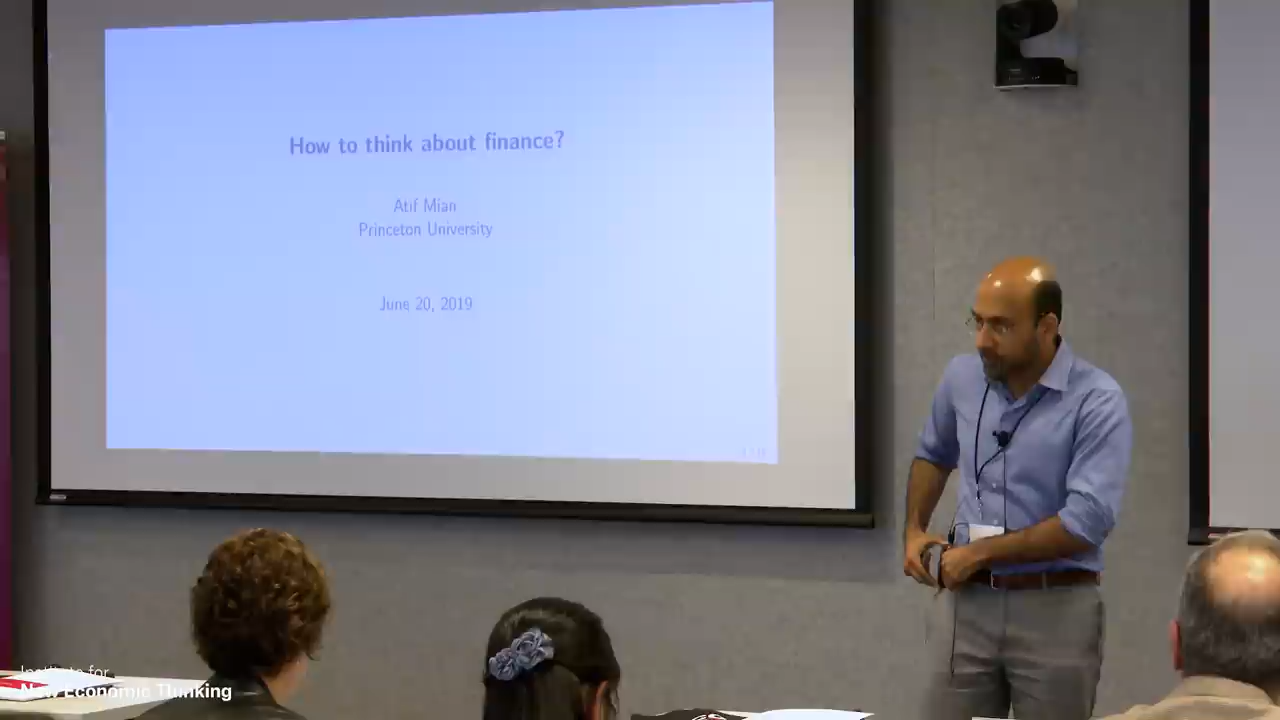 How to think about finance?
Atif Mian
Princeton University
June 20, 2019
Institute for
New Economic Thinking